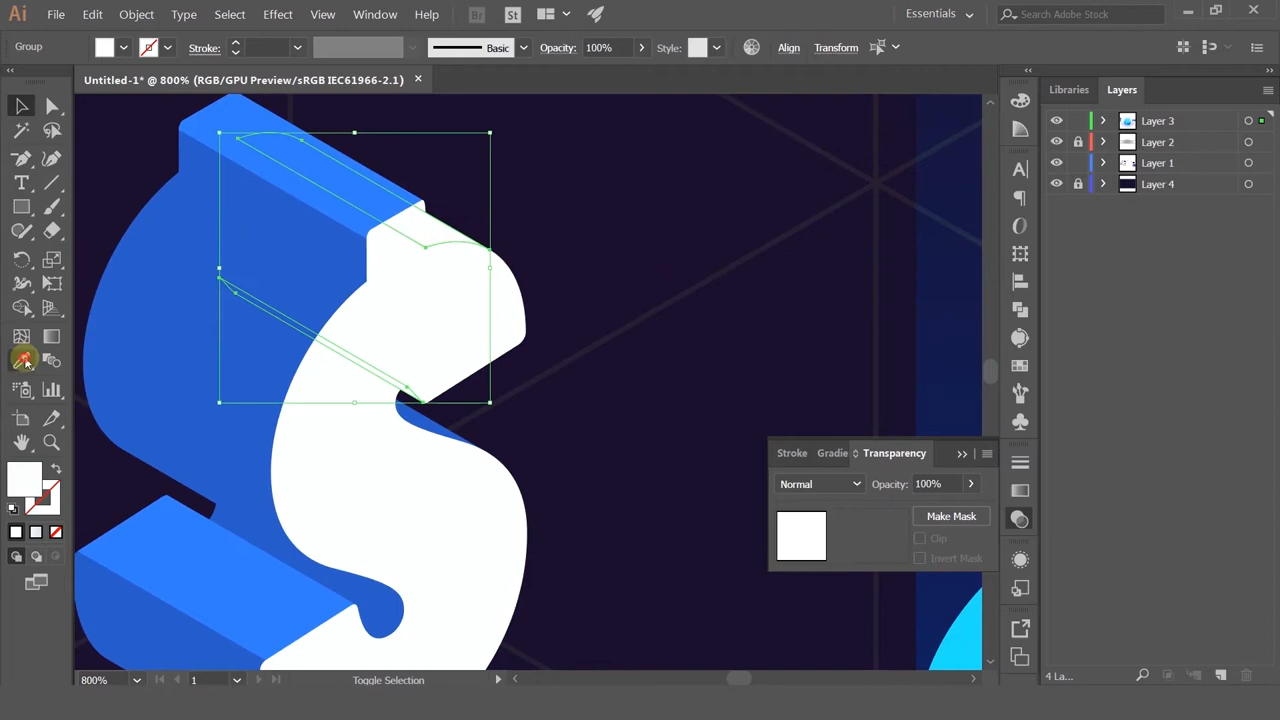 Ai File Edit Object Type Select Effect View Window Help Br St Essentials Search Adobe Stock
Group Stroke: Basic Opacity: 100% Style: Align Transform
Untitled-1* @ 800% (RGB/GPU Preview/sRGB IEC61966-2.1)
Libraries Layers
Layer 3
Layer 2
Layer 1
Layer 4
Stroke Gradie Transparency
Normal Opacity: 100%
Make Mask
Clip
Invert Mask
800% 1 Toggle Selection
4 La...